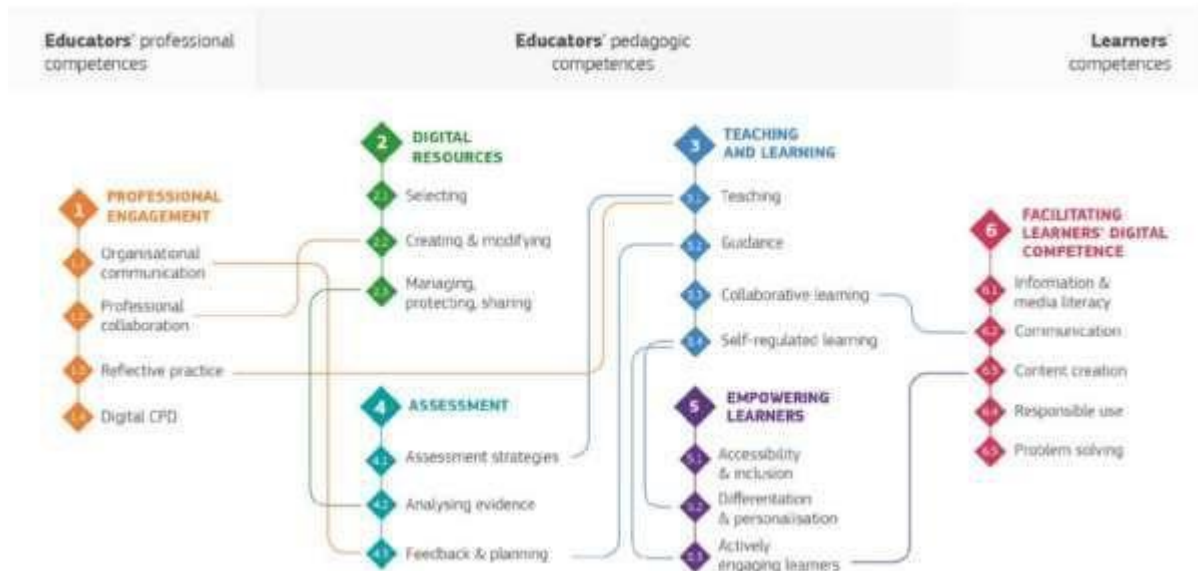 Educators' professional
competences
Educators' pedagogic
competences
Learners'
competences
1
PROFESSIONAL
ENGAGEMENT
1.1
Organisational
communication
1.2
Professional
collaboration
1.3
Reflective practice
1.4
Digital CPD
2
DIGITAL
RESOURCES
2.1
Selecting
2.2
Creating & modifying
2.3
Managing,
protecting, sharing
4
ASSESSMENT
4.1
Assessment strategies
4.2
Analysing evidence
4.3
Feedback & planning
3
TEACHING
AND LEARNING
3.1
Teaching
3.2
Guidance
3.3
Collaborative learning
3.4
Self-regulated learning
5
EMPOWERING
LEARNERS
5.1
Accessibility
& inclusion
5.2
Differentation
& personalisation
5.3
Actively
engaging learners
6
FACILITATING
LEARNERS' DIGITAL
COMPETENCE
6.1
Information &
media literacy
6.2
Communication
6.3
Content creation
6.4
Responsible use
6.5
Problem solving